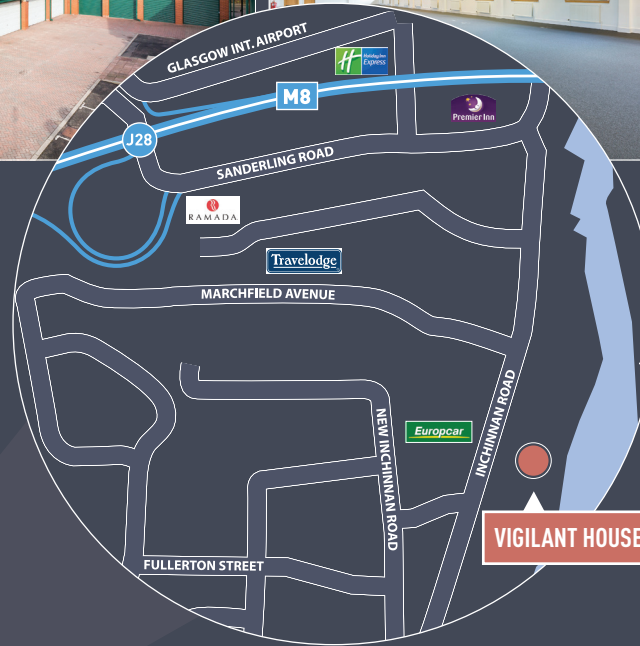 GLASGOW INT. AIRPORT
Holiday Inn
Express
M8
Premier Inn
J28
SANDERLING ROAD
RAMADA
Travelodge
MARCHFIELD AVENUE
INCHINNAN ROAD
NEW INCHINNAN ROAD
Europcar
VIGILANT HOUSE
FULLERTON STREET